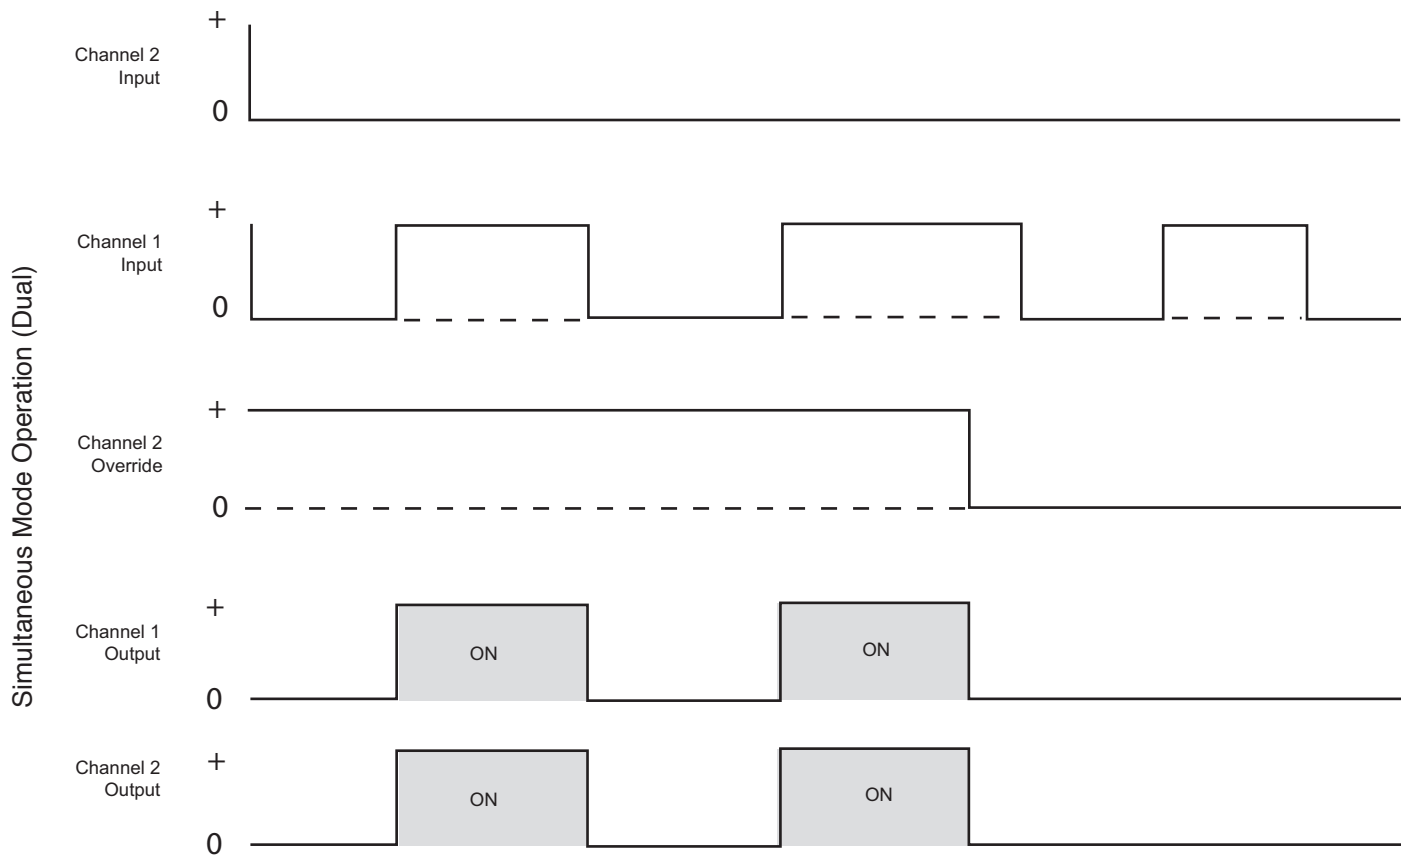 Simultaneous Mode Operation (Dual)
+
Channel 2
Input
0
+
Channel 1
Input
0
+
Channel 2
Override
0
+
Channel 1
Output
ON
ON
0
+
Channel 2
Output
ON
ON
0